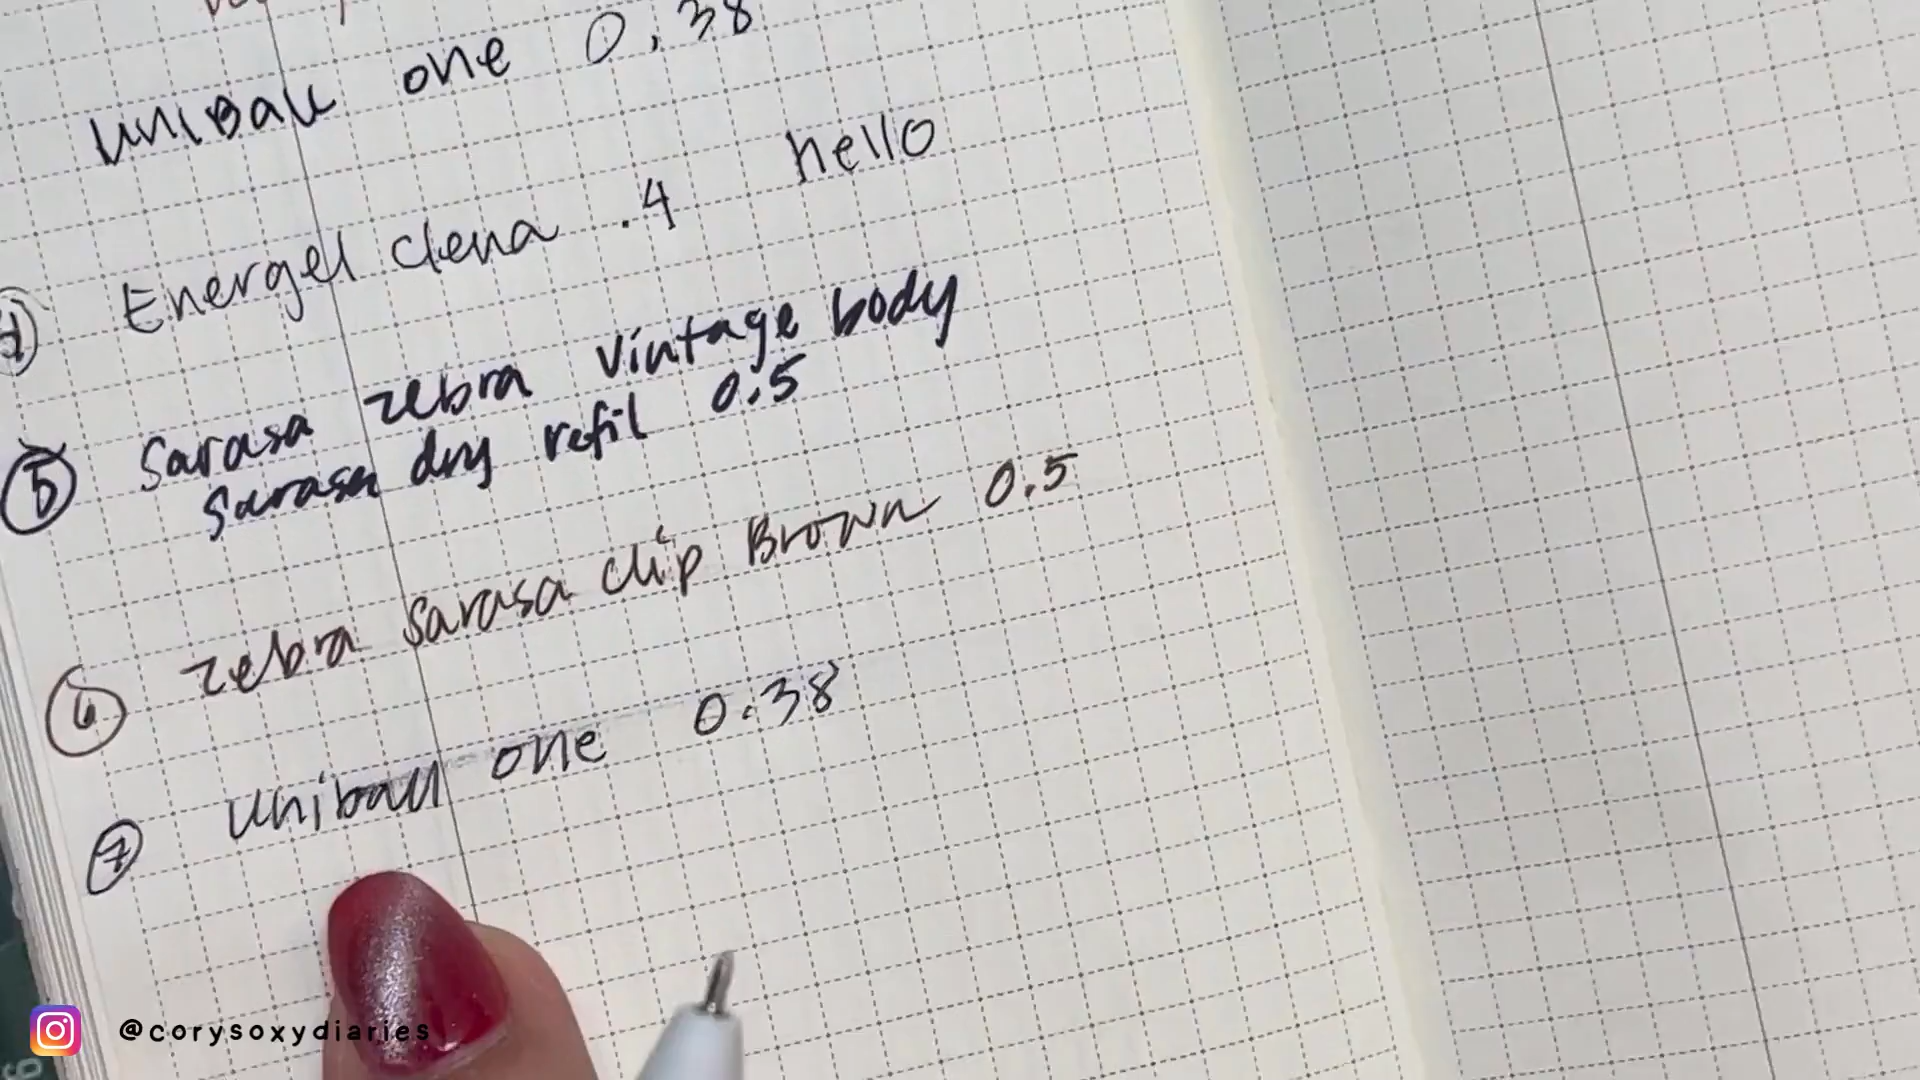 uniBall one 0.38
hello
4 Energel clena .4
5 Sarasa zebra vintage body
Sarasa dry refil 0.5
6 zebra Sarasa clip Brown 0.5
7 uniball one 0.38
@corysoxydiaries